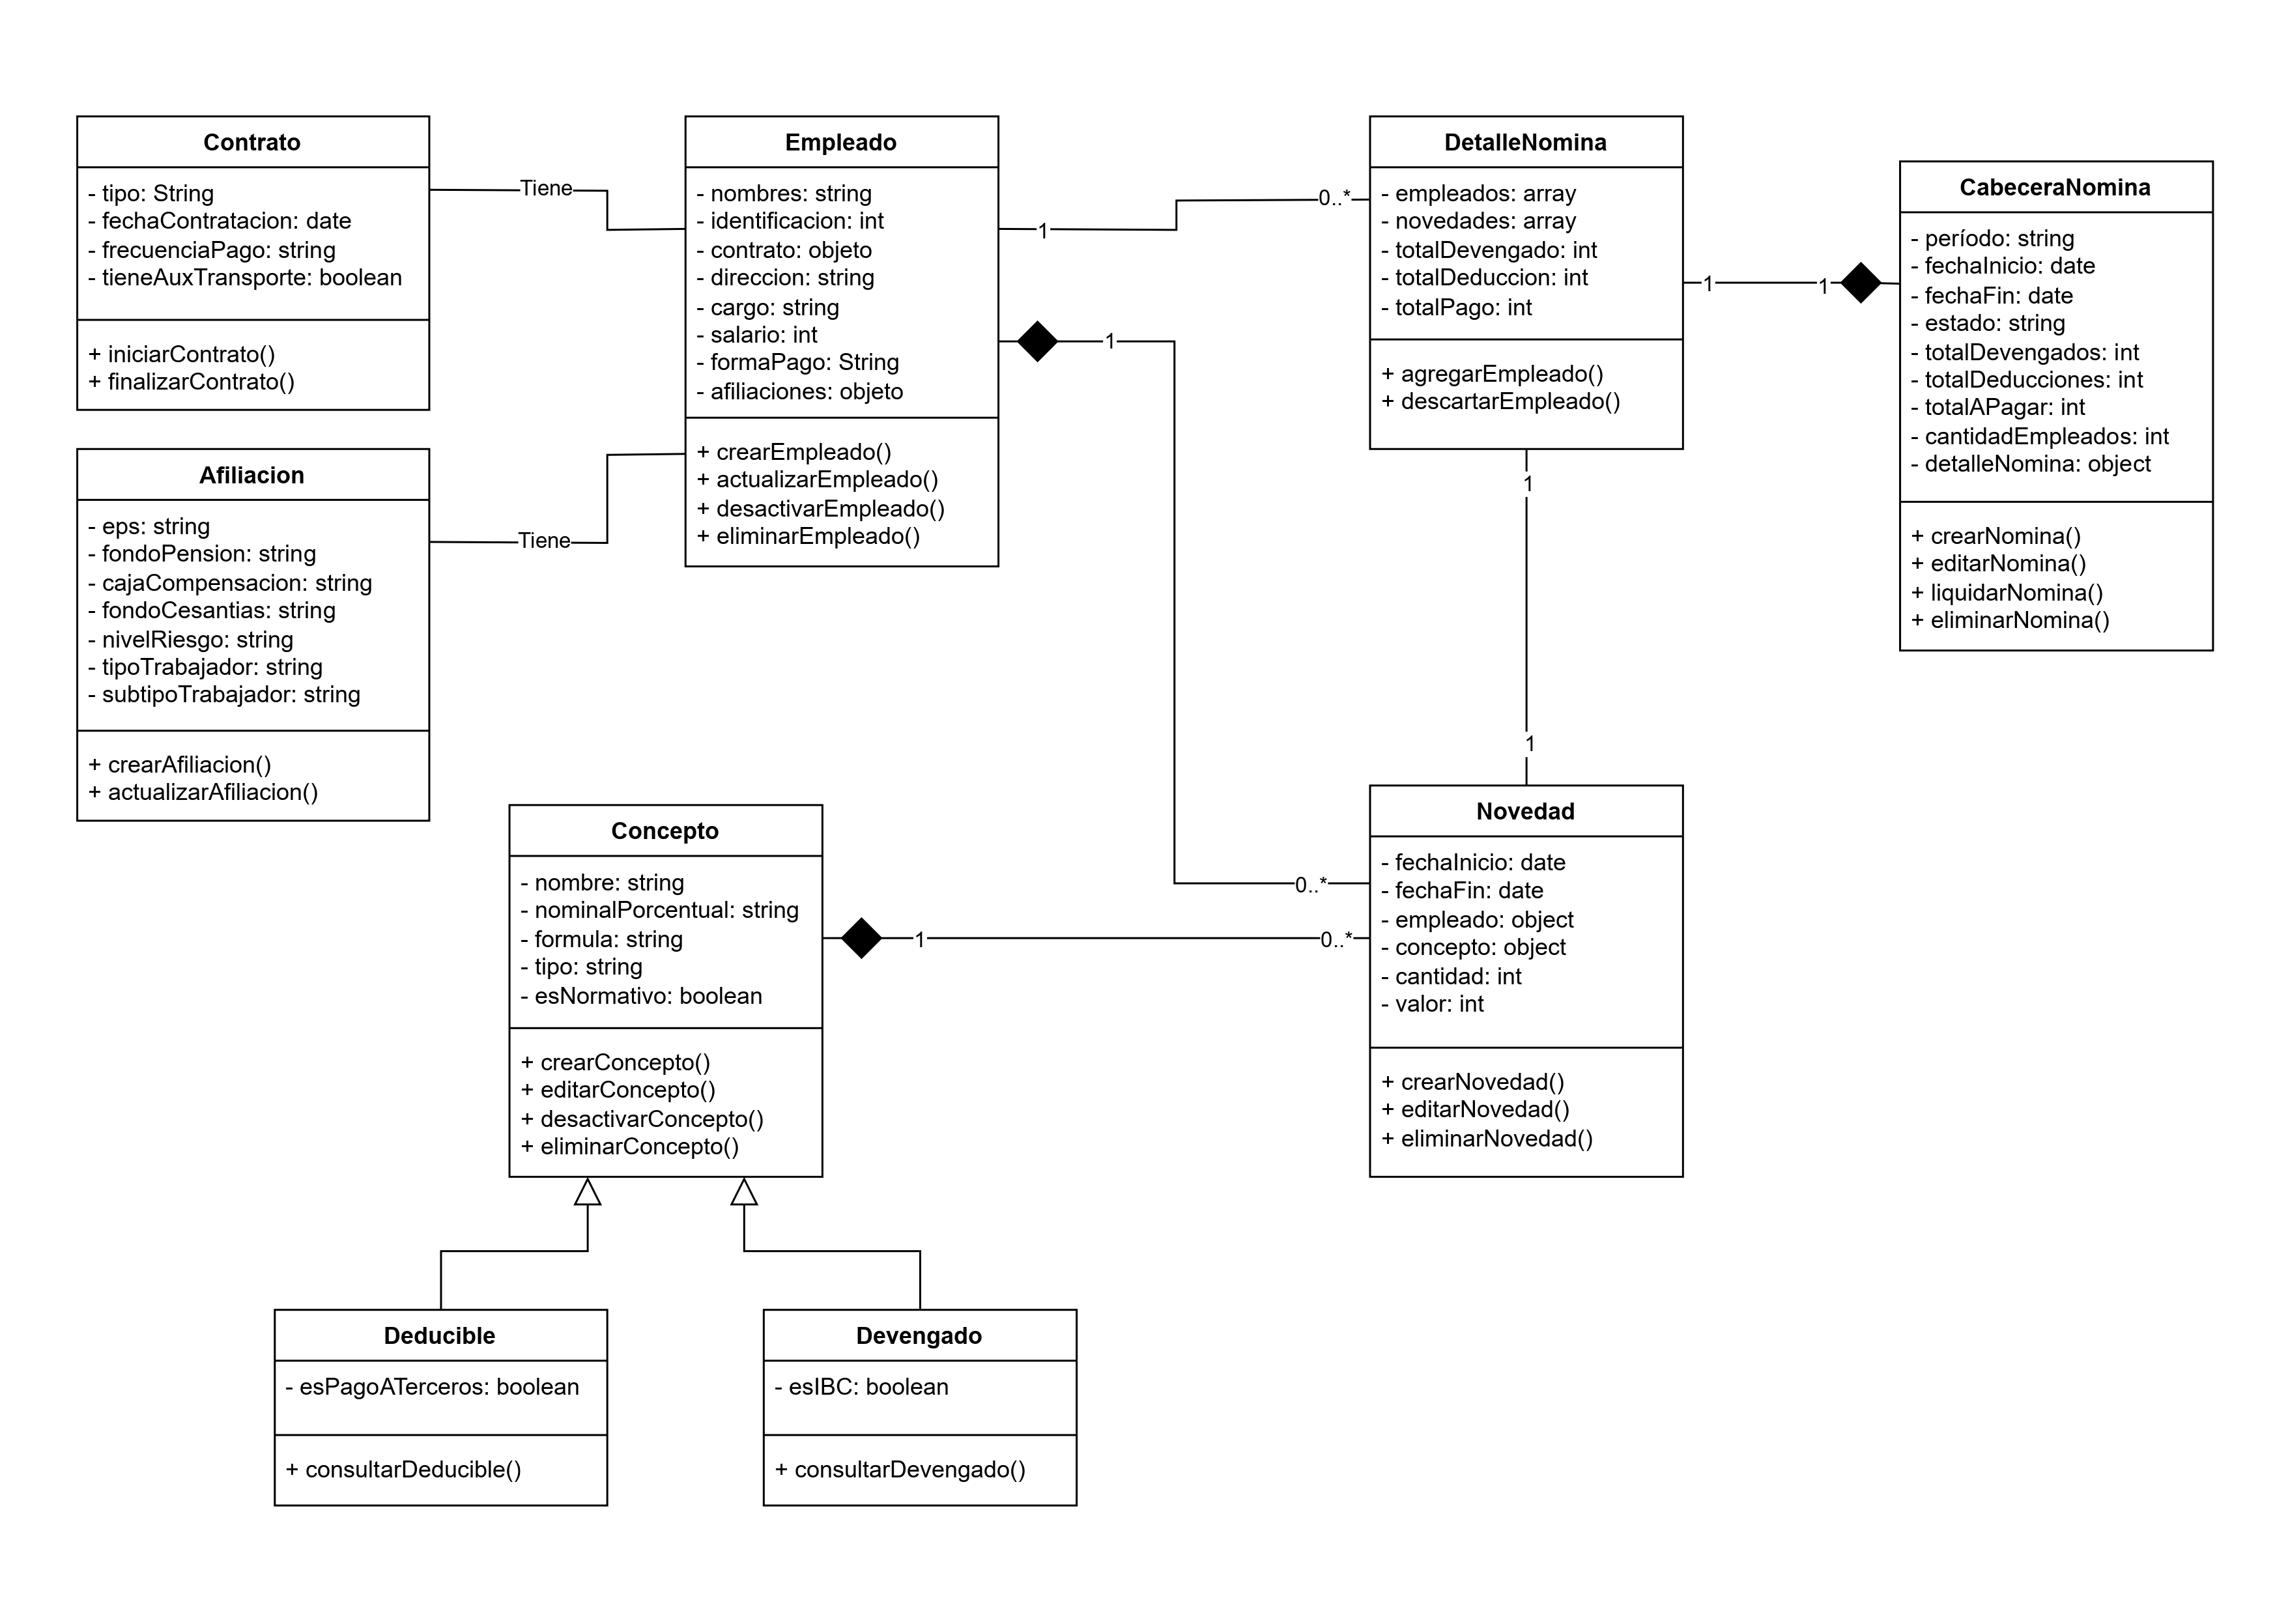 Contrato
- tipo: String
- fechaContratacion: date
- frecuenciaPago: string
- tieneAuxTransporte: boolean
+ iniciarContrato()
+ finalizarContrato()
Tiene
Empleado
- nombres: string
- identificacion: int
- contrato: objeto
- direccion: string
- cargo: string
- salario: int
- formaPago: String
- afiliaciones: objeto
+ crearEmpleado()
+ actualizarEmpleado()
+ desactivarEmpleado()
+ eliminarEmpleado()
1
0..*
1
0..*
DetalleNomina
- empleados: array
- novedades: array
- totalDevengado: int
- totalDeduccion: int
- totalPago: int
+ agregarEmpleado()
+ descartarEmpleado()
1
1
CabeceraNomina
- período: string
- fechaInicio: date
- fechaFin: date
- estado: string
- totalDevengados: int
- totalDeducciones: int
- totalAPagar: int
- cantidadEmpleados: int
- detalleNomina: object
+ crearNomina()
+ editarNomina()
+ liquidarNomina()
+ eliminarNomina()
Afiliacion
- eps: string
- fondoPension: string
- cajaCompensacion: string
- fondoCesantias: string
- nivelRiesgo: string
- tipoTrabajador: string
- subtipoTrabajador: string
+ crearAfiliacion()
+ actualizarAfiliacion()
Tiene
1
1
Concepto
- nombre: string
- nominalPorcentual: string
- formula: string
- tipo: string
- esNormativo: boolean
+ crearConcepto()
+ editarConcepto()
+ desactivarConcepto()
+ eliminarConcepto()
1
0..*
Novedad
- fechaInicio: date
- fechaFin: date
- empleado: object
- concepto: object
- cantidad: int
- valor: int
+ crearNovedad()
+ editarNovedad()
+ eliminarNovedad()
Deducible
- esPagoATerceros: boolean
+ consultarDeducible()
Devengado
- esIBC: boolean
+ consultarDevengado()